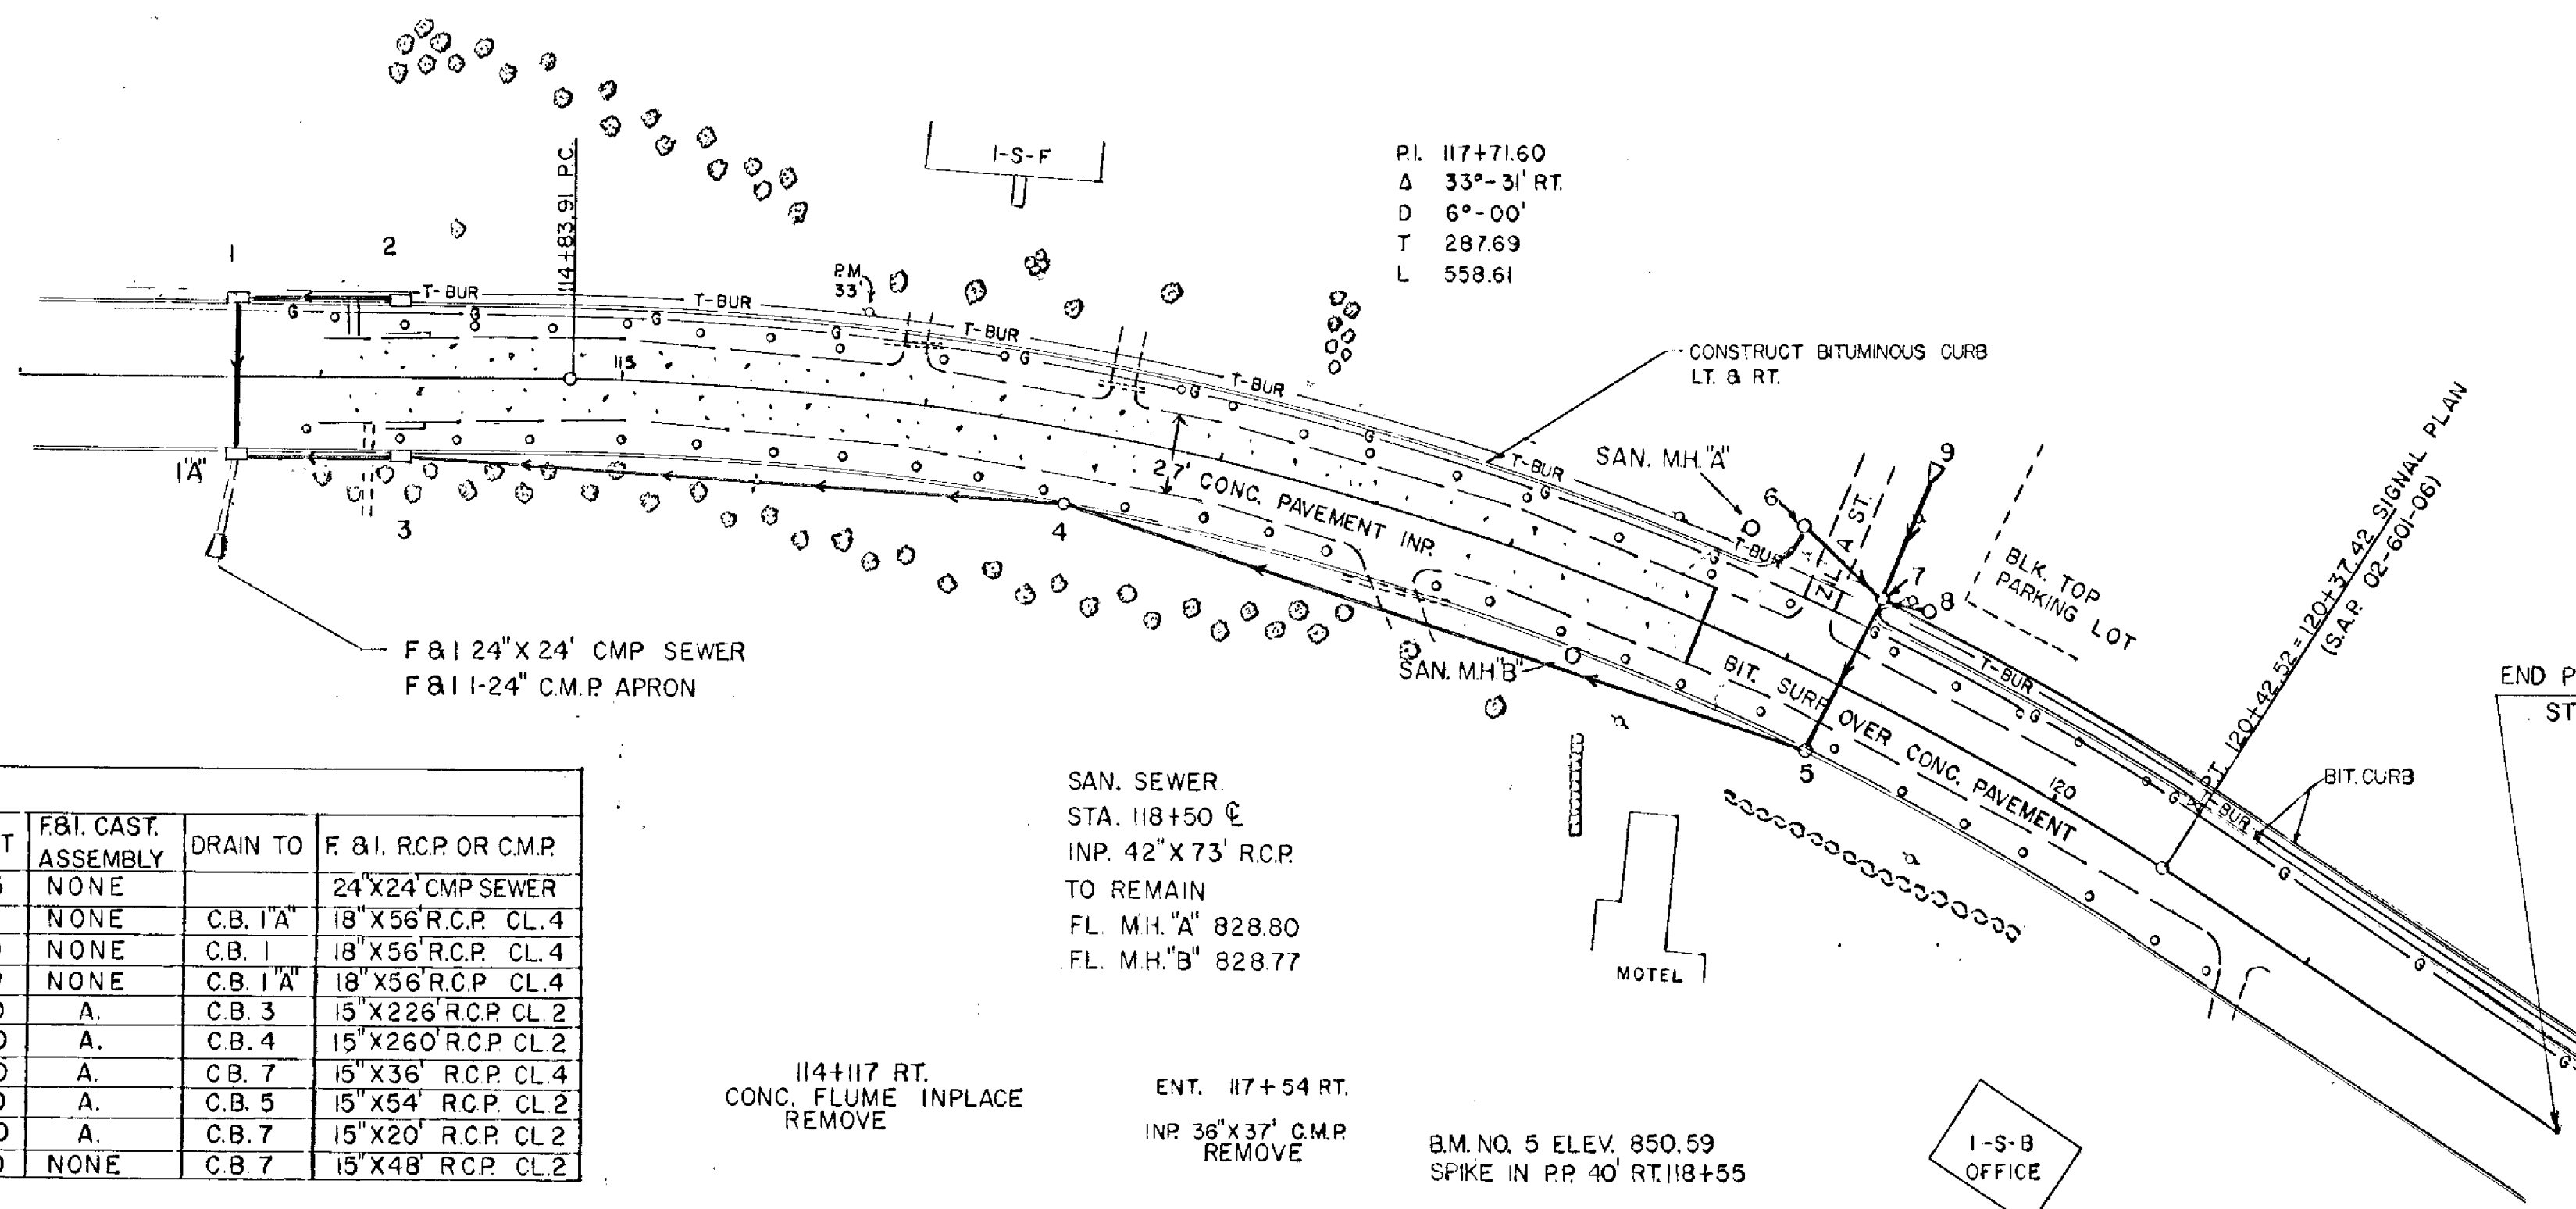 1
2
114+83.91 P.C.
I-S-F
P.I. 117+71.60
Δ 33°-31' RT.
D 6°-00'
T 287.69
L 558.61
P.M.
33'
T-BUR
T-BUR
T-BUR
T-BUR
T-BUR
T-BUR
T-BUR
T-BUR
G
G
G
G
G
G
G
G
G
G
G
G
G
G
115
CONSTRUCT BITUMINOUS CURB
LT. & RT.
SAN. M.H. "A"
6
9
7
8
ST.
BLK. TOP
PARKING LOT
P.T. 120+42.52=120+37.42 SIGNAL PLAN
(S.A.P. 02-601-06)
END P
ST
BIT. CURB
1"A"
3
4
27' CONC. PAVEMENT INP.
SAN. M.H."B"
BIT. SURF. OVER CONC. PAVEMENT
120
5
F & I 24" X 24' CMP SEWER
F & I 1-24" C.M.P. APRON
T
F.&I. CAST.
ASSEMBLY
DRAIN TO
F. & I. R.C.P. OR C.M.P.
NONE 24"X24' CMP SEWER
NONE C.B. 1"A" 18"X56' R.C.P. CL.4
NONE C.B. 1 18"X56' R.C.P. CL.4
NONE C.B. 1"A" 18"X56' R.C.P CL.4
A. C.B. 3 15"X226' R.C.P. CL.2
A. C.B. 4 15"X260' R.C.P. CL.2
A. C.B. 7 15"X36' R.C.P. CL.4
A. C.B. 5 15"X54' R.C.P. CL.2
A. C.B. 7 15"X20' R.C.P. CL 2
NONE C.B. 7 15"X48' R.C.P. CL.2
SAN. SEWER.
STA. 118+50 ℄
INP. 42" X 73' R.C.P.
TO REMAIN
FL. M.H. "A" 828.80
FL. M.H. "B" 828.77
MOTEL
114+117 RT.
CONC. FLUME INPLACE
REMOVE
ENT. 117+54 RT.
INP. 36"X37' C.M.P.
REMOVE
B.M. NO. 5 ELEV. 850.59
SPIKE IN P.P. 40' RT.118+55
I-S-B
OFFICE